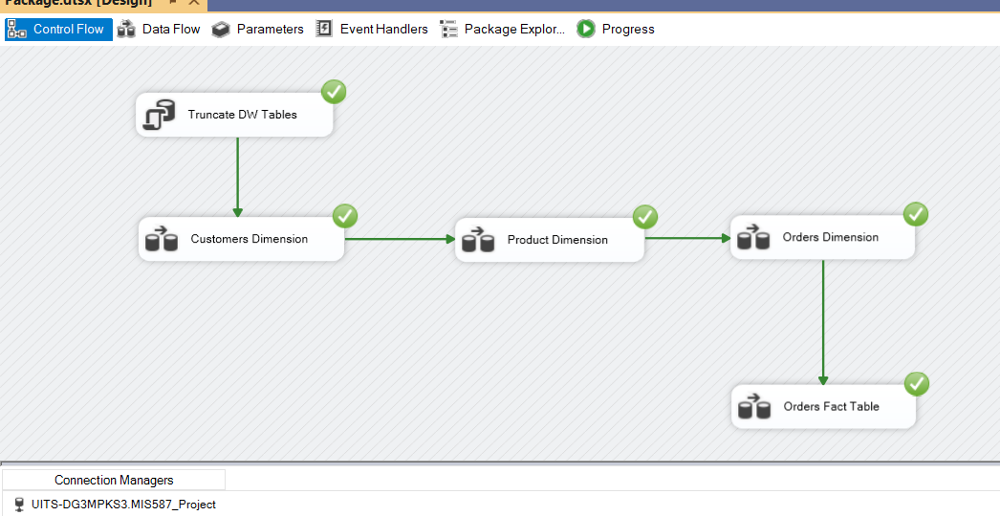 Package.dtsx [Design]
Control Flow Data Flow Parameters Event Handlers Package Explor... Progress
Truncate DW Tables
Customers Dimension
Product Dimension
Orders Dimension
Orders Fact Table
Connection Managers
UITS-DG3MPKS3.MIS587_Project